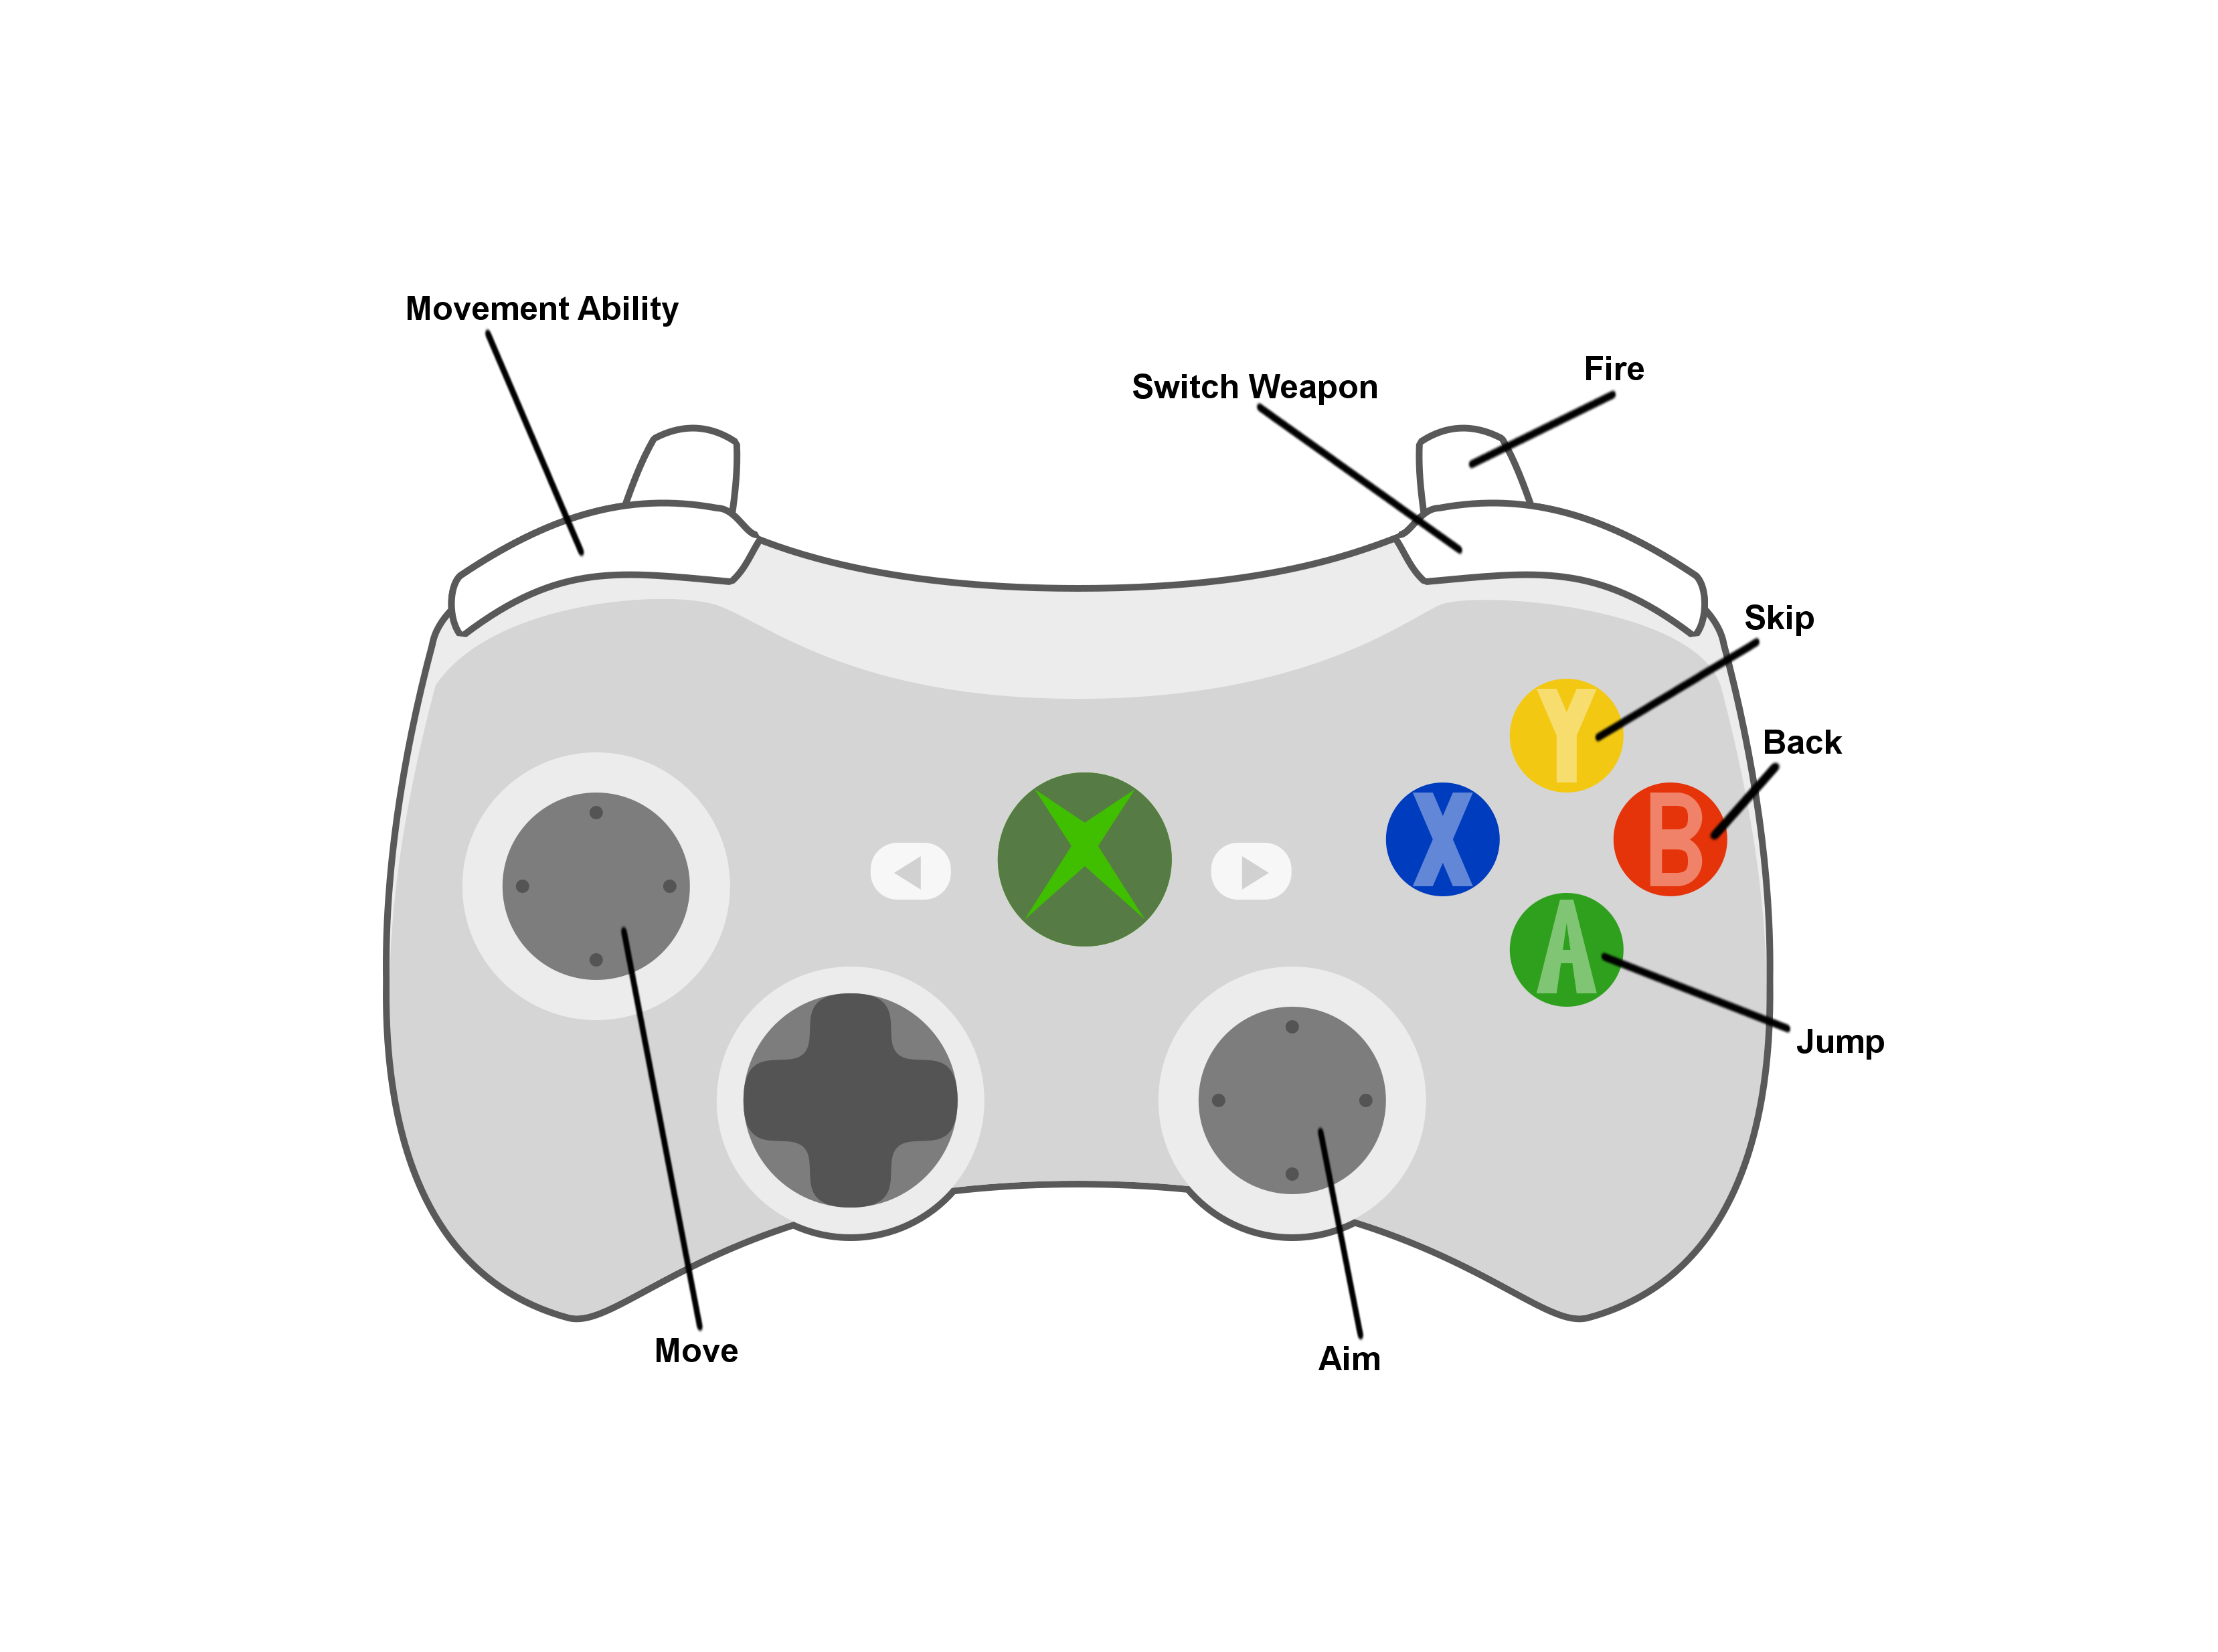 Movement Ability
Fire
Switch Weapon
Skip
Back
Y
X
B
A
Jump
Move
Aim